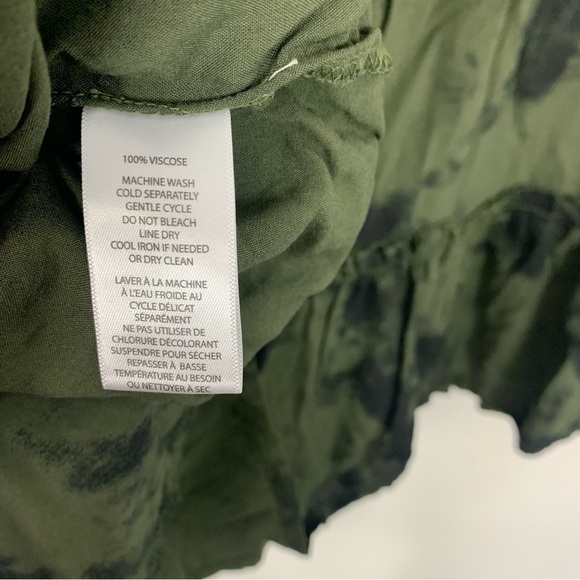 100% VISCOSE
MACHINE WASH
COLD SEPARATELY
GENTLE CYCLE
DO NOT BLEACH
LINE DRY
COOL IRON IF NEEDED
OR DRY CLEAN
LAVER À LA MACHINE
À L'EAU FROIDE AU
CYCLE DÉLICAT
SÉPARÉMENT
NE PAS UTILISER DE
CHLORURE DÉCOLORANT
SUSPENDRE POUR SÉCHER
REPASSER À BASSE
TEMPÉRATURE AU BESOIN
OU NETTOYER À SEC